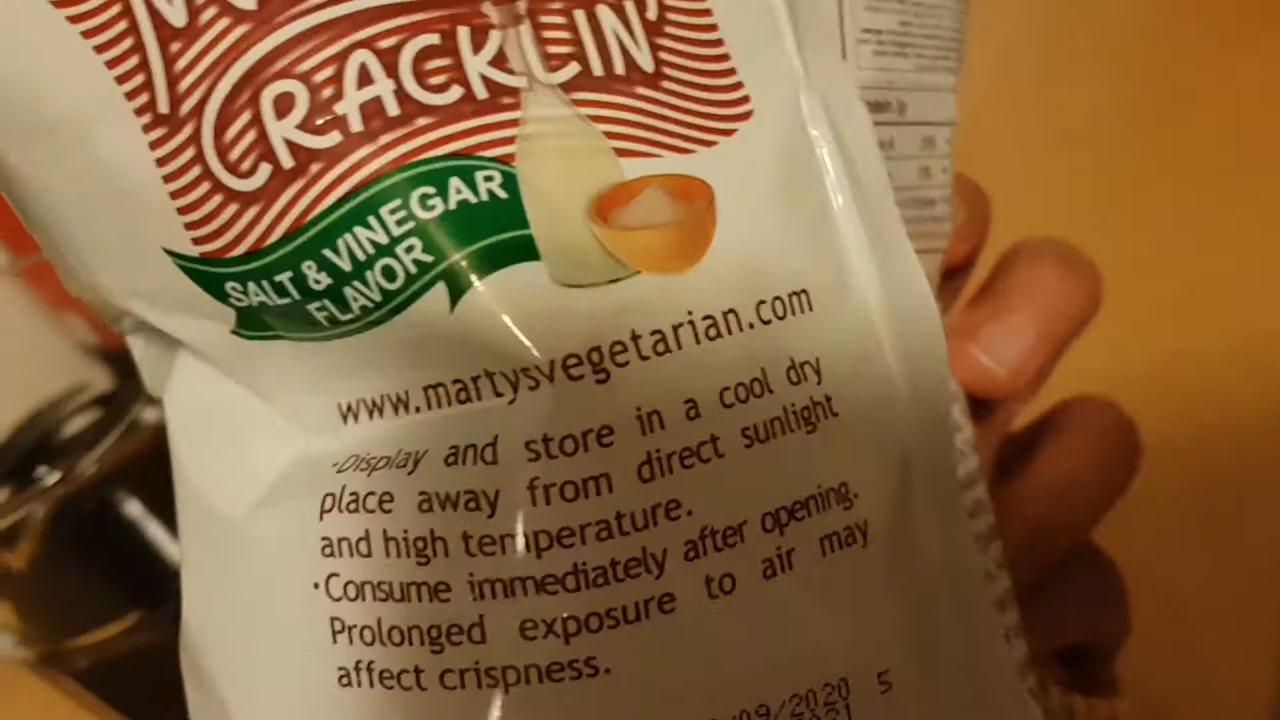 CRACKLIN'
SALT & VINEGAR
FLAVOR
www.martysvegetarian.com
·Display and store in a cool dry
place away from direct sunlight
and high temperature.
·Consume immediately after opening.
Prolonged exposure to air may
affect crispness.
/09/2020 5